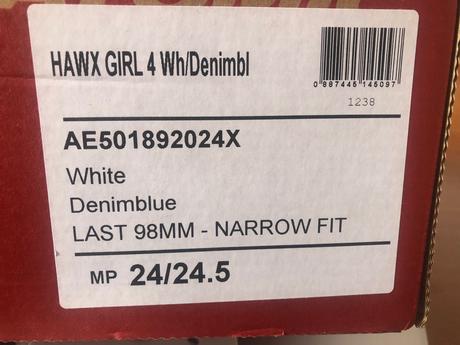 HAWX GIRL 4 Wh/Denimbl
0 887445 145097
1238
AE501892024X
White
Denimblue
LAST 98MM - NARROW FIT
MP 24/24.5